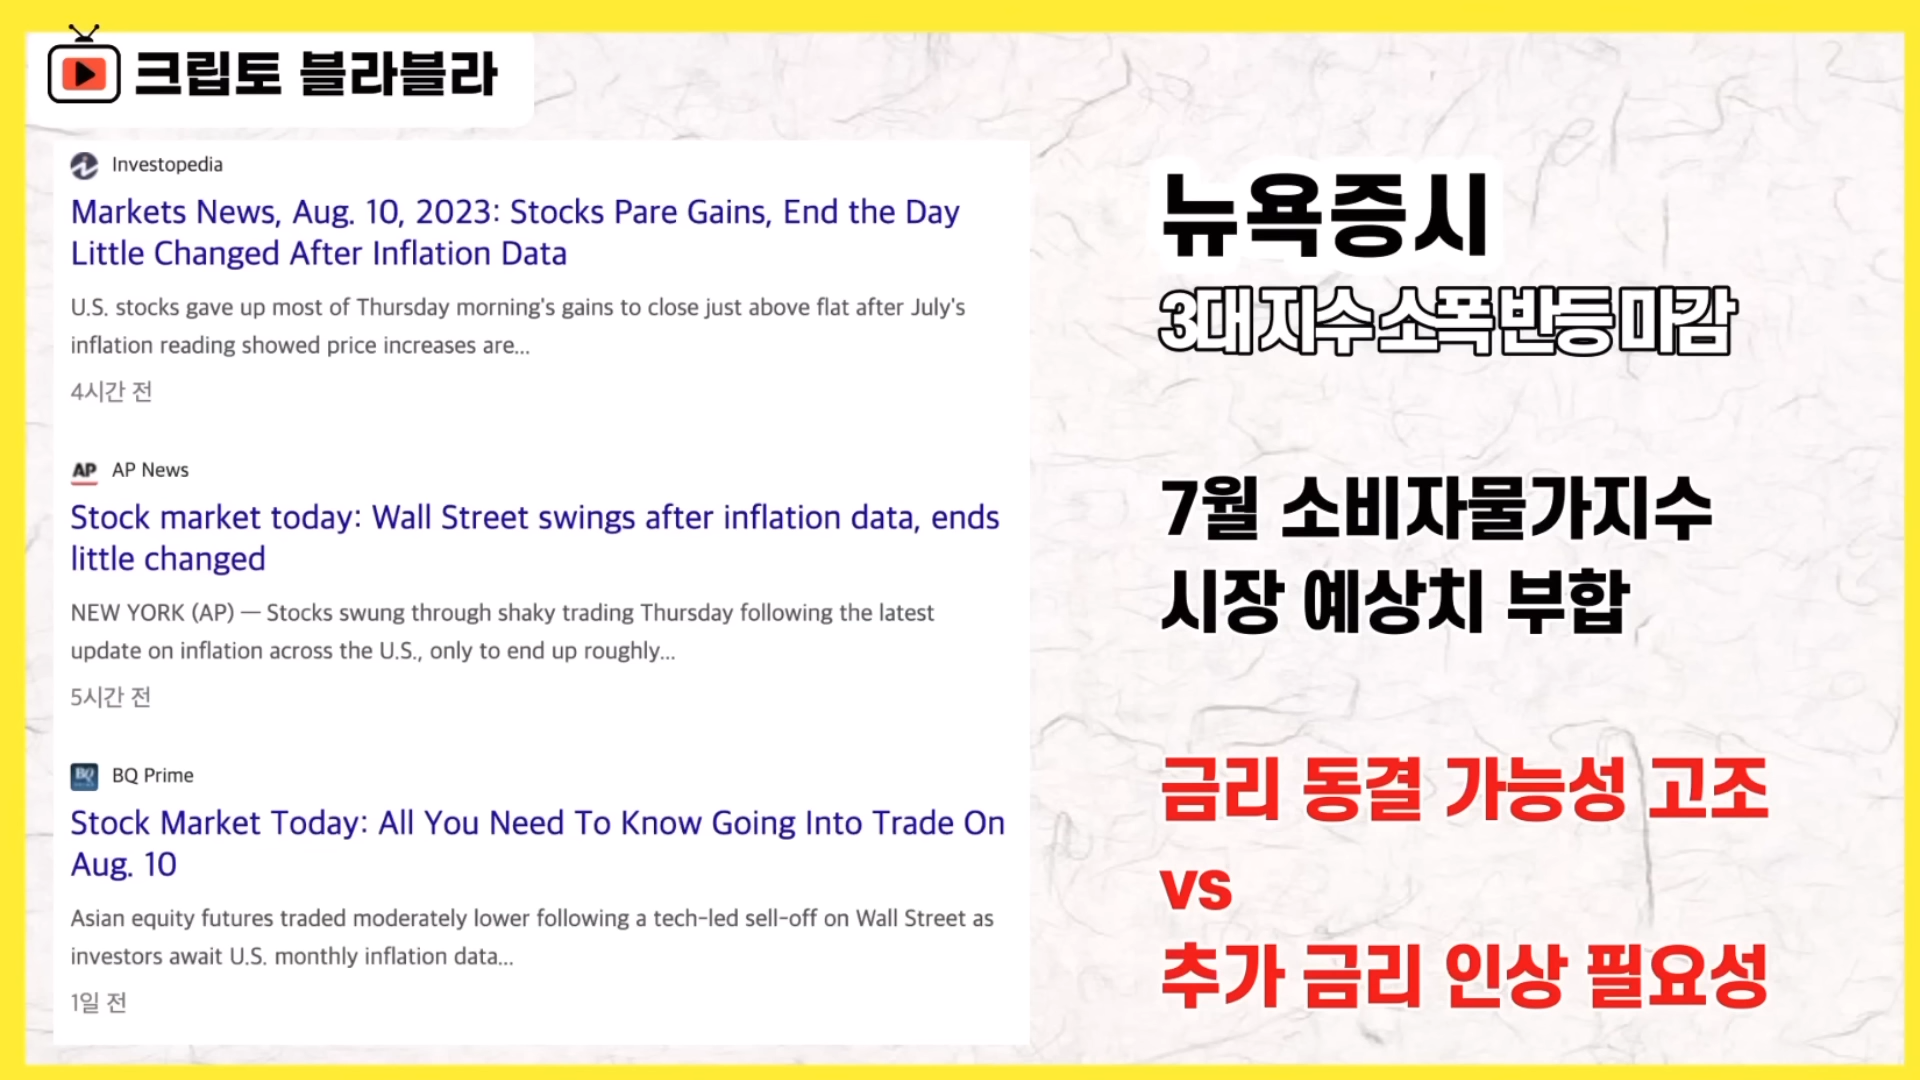 크립토 블라블라
Investopedia
Markets News, Aug. 10, 2023: Stocks Pare Gains, End the Day
Little Changed After Inflation Data
U.S. stocks gave up most of Thursday morning's gains to close just above flat after July's
inflation reading showed price increases are...
4시간 전
AP AP News
Stock market today: Wall Street swings after inflation data, ends
little changed
NEW YORK (AP) — Stocks swung through shaky trading Thursday following the latest
update on inflation across the U.S., only to end up roughly...
5시간 전
BQ BQ Prime
Stock Market Today: All You Need To Know Going Into Trade On
Aug. 10
Asian equity futures traded moderately lower following a tech-led sell-off on Wall Street as
investors await U.S. monthly inflation data...
1일 전
뉴욕증시
3대 지수 소폭 반등 마감
7월 소비자물가지수
시장 예상치 부합
금리 동결 가능성 고조
vs
추가 금리 인상 필요성